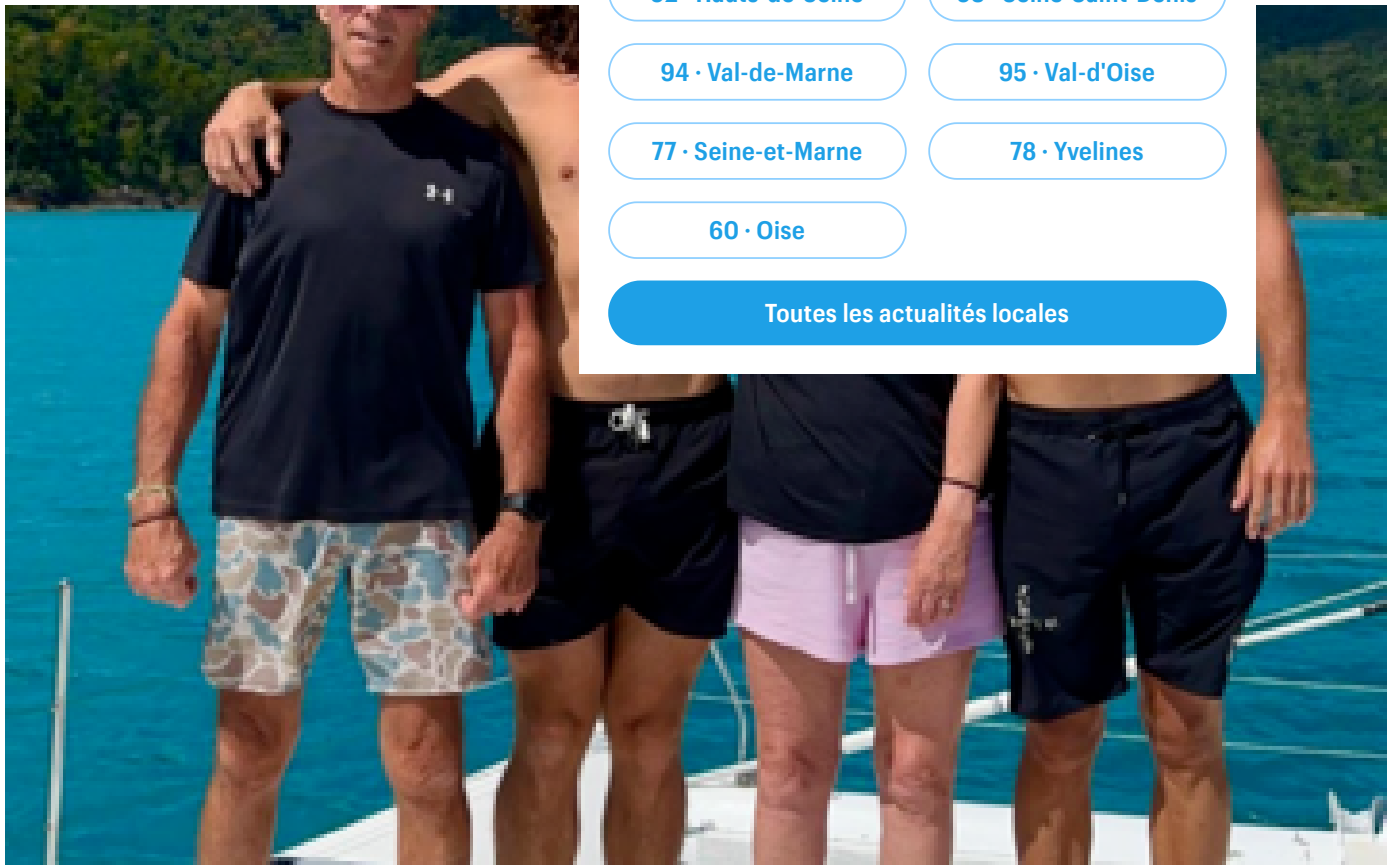 94 · Val-de-Marne
95 · Val-d'Oise
77 · Seine-et-Marne
78 · Yvelines
60 · Oise
Toutes les actualités locales